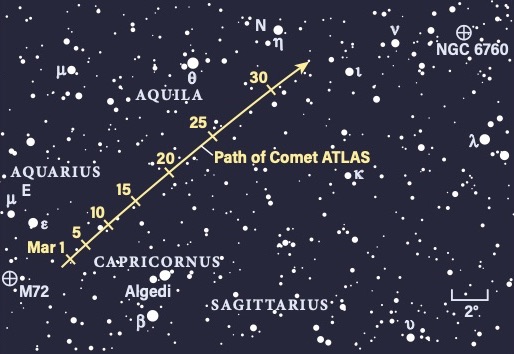 N
η
ν
NGC 6760
μ
θ
ι
30
AQUILA
25
λ
Path of Comet ATLAS
20
κ
AQUARIUS
E
μ
15
10
ε
5
Mar 1
CAPRICORNUS
M72
Algedi
SAGITTARIUS
2°
β
υ